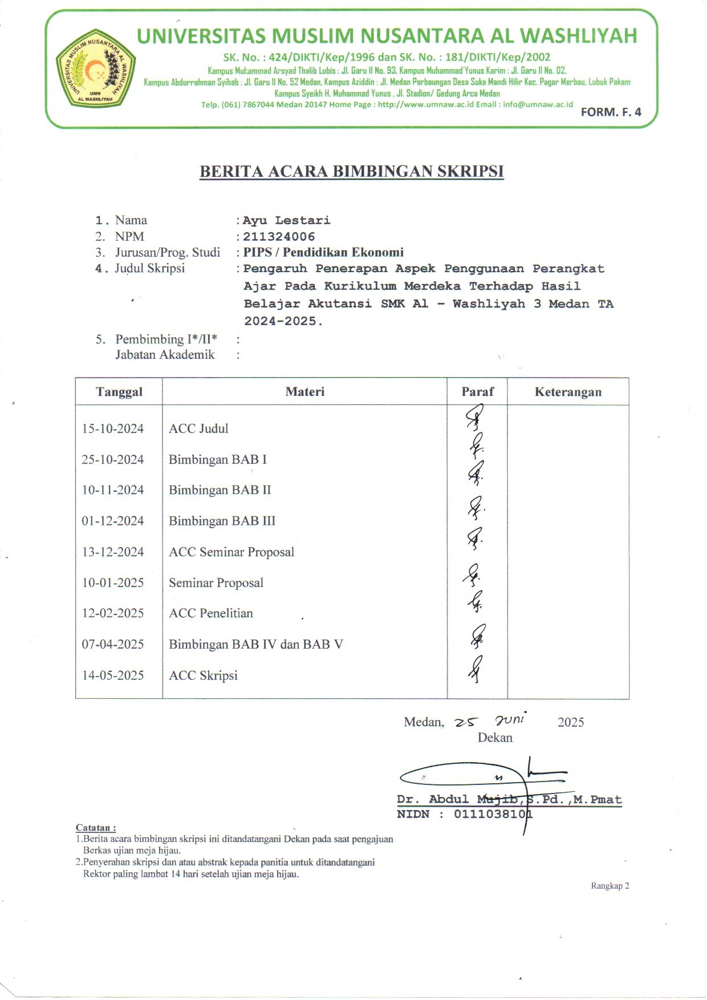 UNIVERSITAS MUSLIM NUSANTARA AL WASHLIYAH
SK. No. : 424/DIKTI/Kep/1996 dan SK. No. : 181/DIKTI/Kep/2002
Kampus Muhammad Arsyad Thalib Lubis : Jl. Garu II No. 93, Kampus Muhammad Yunus Karim : Jl. Garu II No. 02,
Kampus Abdurrahman Syihab : Jl. Garu II No. 52 Medan, Kampus Aziddin : Jl. Medan Perbaungan Desa Suka Mandi Hilir Kec. Pagar Merbau, Lubuk Pakam
Kampus Syeikh H. Muhammad Yunus , Jl. Stadion/ Gedung Arca Medan
Telp. (061) 7867044 Medan 20147 Home Page : http://www.umnaw.ac.id Email : info@umnaw.ac.id
FORM. F. 4
UNIVERSITAS MUSLIM NUSANTARA AL WASHLIYAH
UMN
AL WASHLIYAH
BERITA ACARA BIMBINGAN SKRIPSI
1. Nama : Ayu Lestari
2. NPM : 211324006
3. Jurusan/Prog. Studi : PIPS / Pendidikan Ekonomi
4. Judul Skripsi : Pengaruh Penerapan Aspek Penggunaan Perangkat
Ajar Pada Kurikulum Merdeka Terhadap Hasil
Belajar Akutansi SMK Al – Washliyah 3 Medan TA
2024-2025.
5. Pembimbing I*/II* :
Jabatan Akademik :
Tanggal Materi Paraf Keterangan
15-10-2024 ACC Judul
25-10-2024 Bimbingan BAB I
10-11-2024 Bimbingan BAB II
01-12-2024 Bimbingan BAB III
13-12-2024 ACC Seminar Proposal
10-01-2025 Seminar Proposal
12-02-2025 ACC Penelitian
07-04-2025 Bimbingan BAB IV dan BAB V
14-05-2025 ACC Skripsi
Medan, 25 Juni 2025
Dekan
Dr. Abdul Mujib,S.Pd.,M.Pmat
NIDN : 0111038101
Catatan :
1.Berita acara bimbingan skripsi ini ditandatangani Dekan pada saat pengajuan
Berkas ujian meja hijau.
2.Penyerahan skripsi dan atau abstrak kepada panitia untuk ditandatangani
Rektor paling lambat 14 hari setelah ujian meja hijau.
Rangkap 2